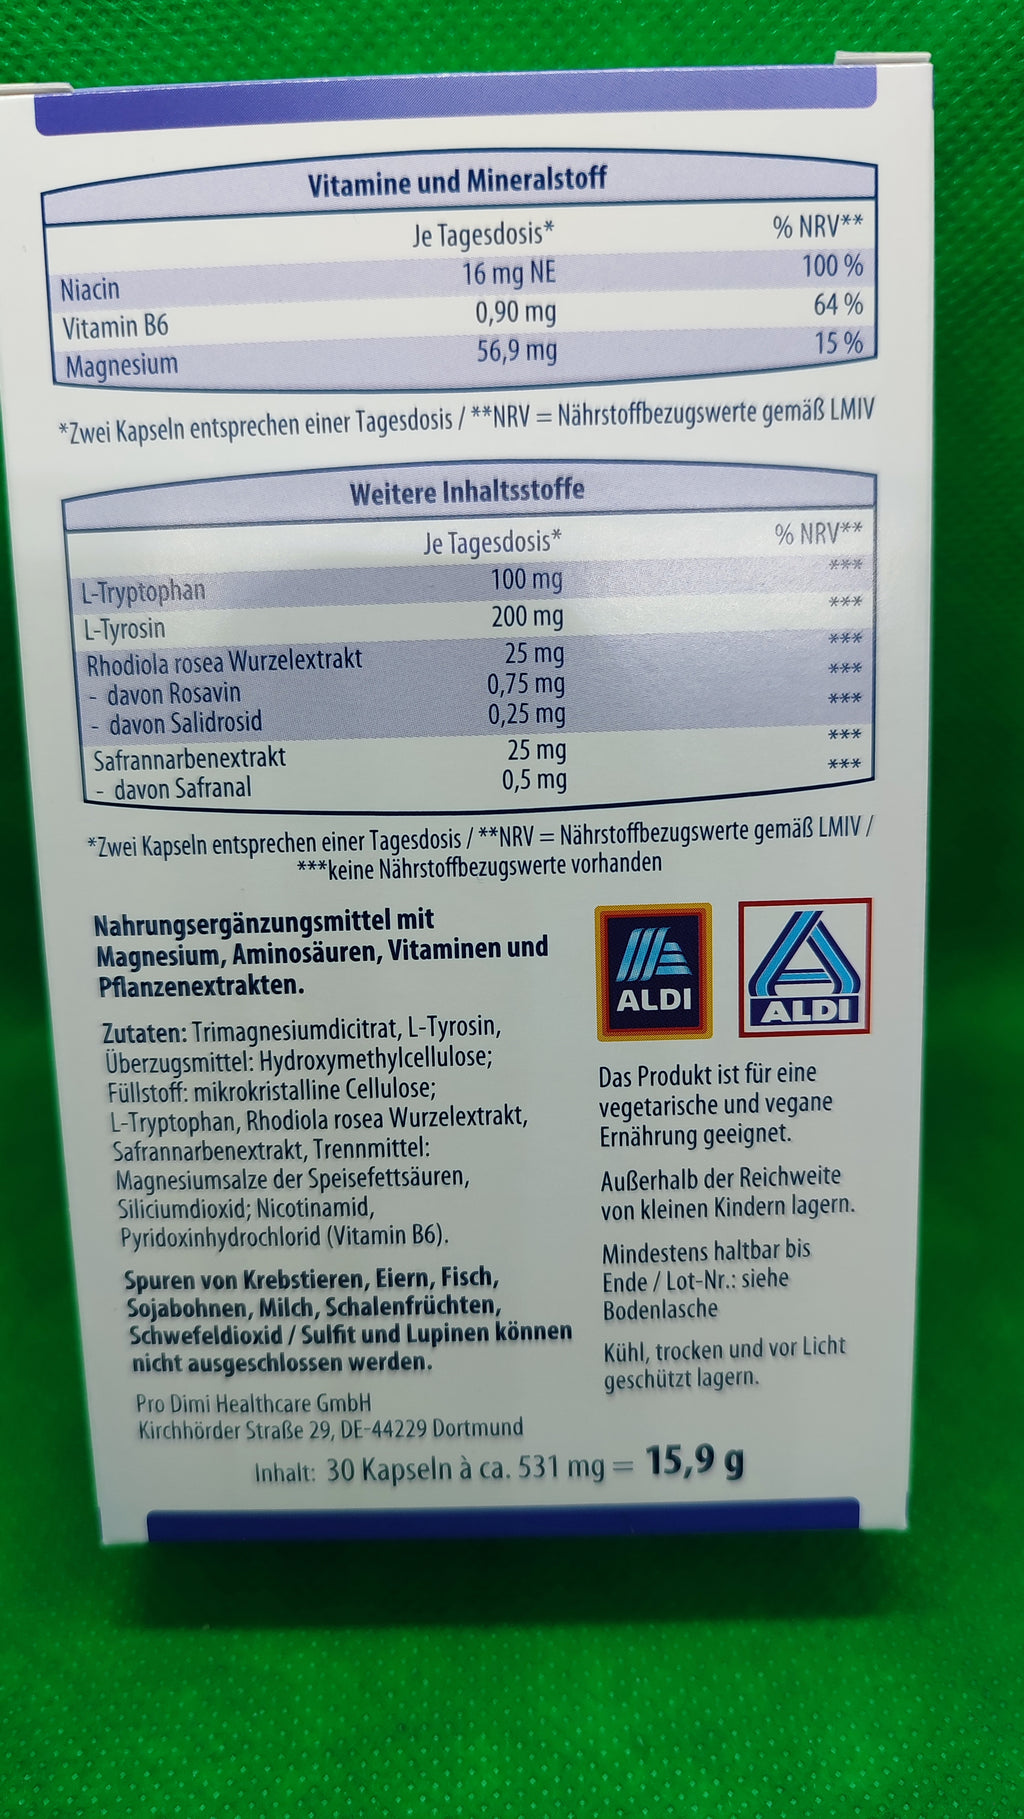 Vitamine und Mineralstoff
Je Tagesdosis* % NRV**
Niacin 16 mg NE 100 %
Vitamin B6 0,90 mg 64 %
Magnesium 56,9 mg 15 %
*Zwei Kapseln entsprechen einer Tagesdosis / **NRV = Nährstoffbezugswerte gemäß LMIV
Weitere Inhaltsstoffe
Je Tagesdosis* % NRV**
L-Tryptophan 100 mg ***
L-Tyrosin 200 mg ***
Rhodiola rosea Wurzelextrakt 25 mg ***
- davon Rosavin 0,75 mg ***
- davon Salidrosid 0,25 mg ***
Safrannarbenextrakt 25 mg ***
- davon Safranal 0,5 mg ***
*Zwei Kapseln entsprechen einer Tagesdosis / **NRV = Nährstoffbezugswerte gemäß LMIV /
***keine Nährstoffbezugswerte vorhanden
Nahrungsergänzungsmittel mit
Magnesium, Aminosäuren, Vitaminen und
Pflanzenextrakten.
Zutaten: Trimagnesiumdicitrat, L-Tyrosin,
Überzugsmittel: Hydroxymethylcellulose;
Füllstoff: mikrokristalline Cellulose;
L-Tryptophan, Rhodiola rosea Wurzelextrakt,
Safrannarbenextrakt, Trennmittel:
Magnesiumsalze der Speisefettsäuren,
Siliciumdioxid; Nicotinamid,
Pyridoxinhydrochlorid (Vitamin B6).
Spuren von Krebstieren, Eiern, Fisch,
Sojabohnen, Milch, Schalenfrüchten,
Schwefeldioxid / Sulfit und Lupinen können
nicht ausgeschlossen werden.
Pro Dimi Healthcare GmbH
Kirchhörder Straße 29, DE-44229 Dortmund
ALDI
ALDI
Das Produkt ist für eine
vegetarische und vegane
Ernährung geeignet.
Außerhalb der Reichweite
von kleinen Kindern lagern.
Mindestens haltbar bis
Ende / Lot-Nr.: siehe
Bodenlasche
Kühl, trocken und vor Licht
geschützt lagern.
Inhalt: 30 Kapseln à ca. 531 mg = 15,9 g